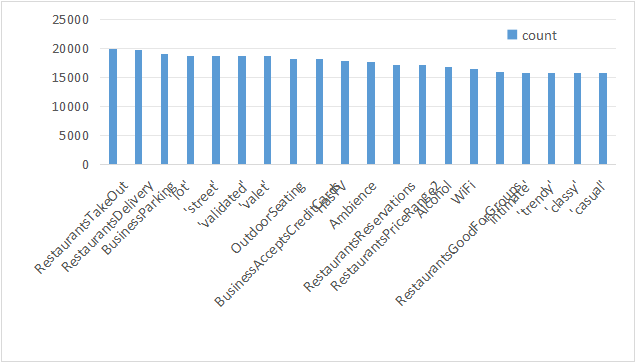 25000
20000
15000
10000
5000
0
count
RestaurantsTakeOut
RestaurantsDelivery
BusinessParking
'lot'
'street'
'validated'
'valet'
OutdoorSeating
BusinessAcceptsCreditCards
HasTV
Ambience
RestaurantsReservations
RestaurantsPriceRange2
Alcohol
WiFi
RestaurantsGoodForGroups
'intimate'
'trendy'
'classy'
'casual'